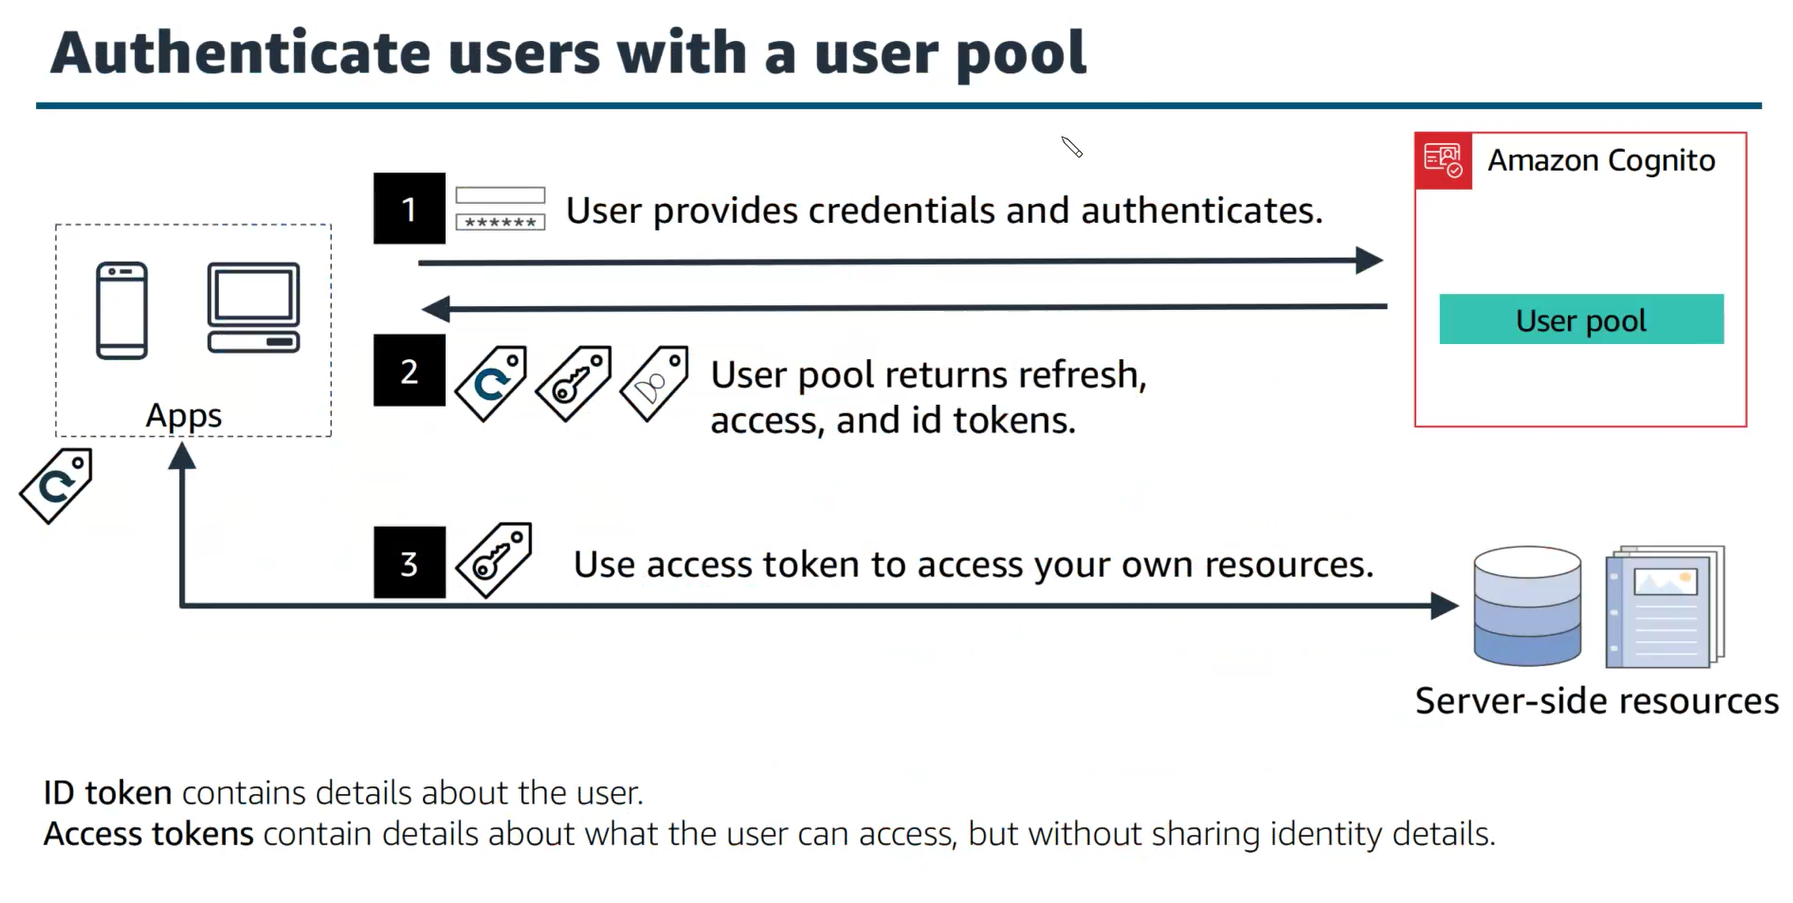 Authenticate users with a user pool
Amazon Cognito
1
******
User provides credentials and authenticates.
User pool
Apps
2
User pool returns refresh,
access, and id tokens.
3
Use access token to access your own resources.
Server-side resources
ID token contains details about the user.
Access tokens contain details about what the user can access, but without sharing identity details.